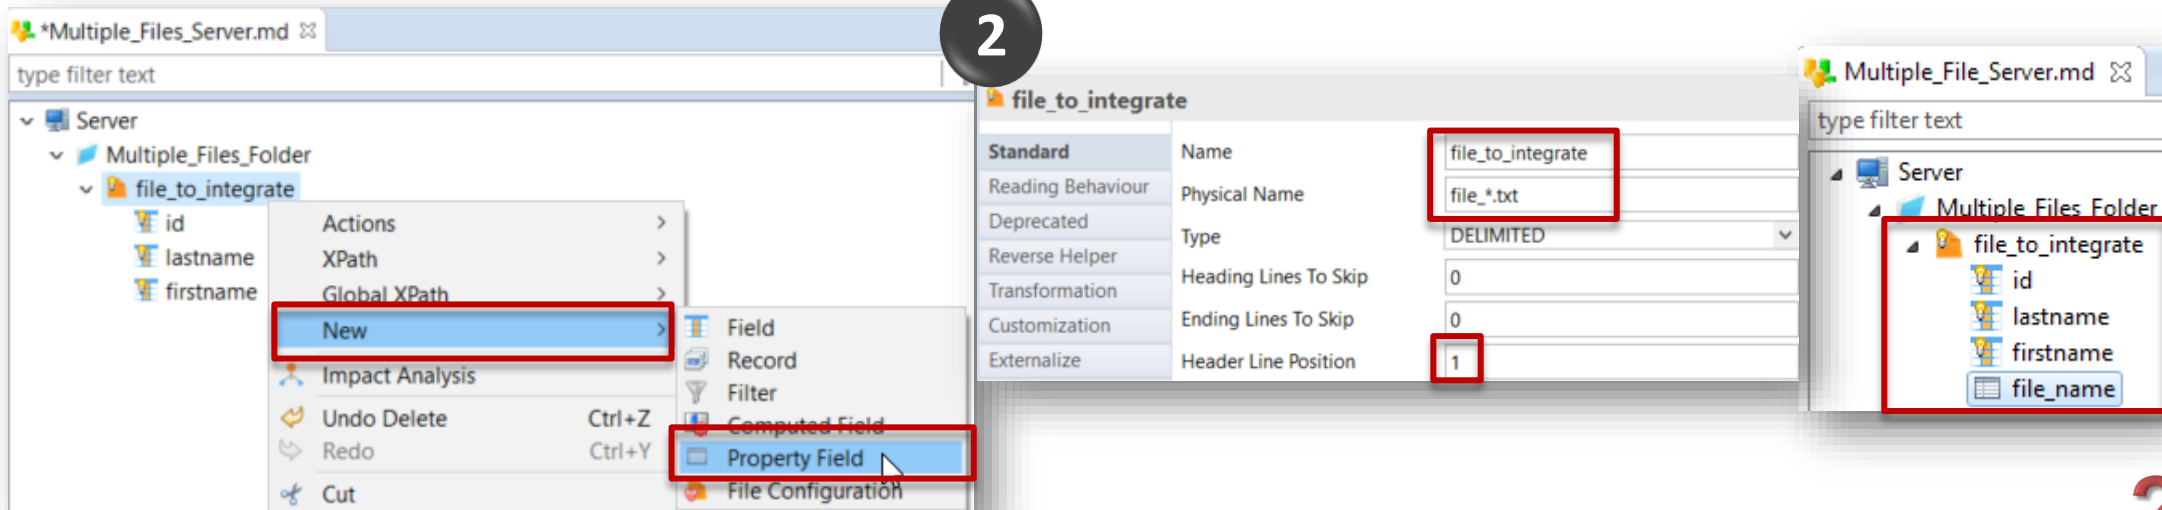 *Multiple_Files_Server.md
type filter text
Server
Multiple_Files_Folder
file_to_integrate
id
lastname
firstname
Actions
XPath
Global XPath
New
Impact Analysis
Undo Delete Ctrl+Z
Redo Ctrl+Y
Cut
Field
Record
Filter
Computed Field
Property Field
File Configuration
2
file_to_integrate
Standard
Reading Behaviour
Deprecated
Reverse Helper
Transformation
Customization
Externalize
Name file_to_integrate
Physical Name file_*.txt
Type DELIMITED
Heading Lines To Skip 0
Ending Lines To Skip 0
Header Line Position 1
Multiple_File_Server.md
type filter text
Server
Multiple_Files_Folder
file_to_integrate
id
lastname
firstname
file_name